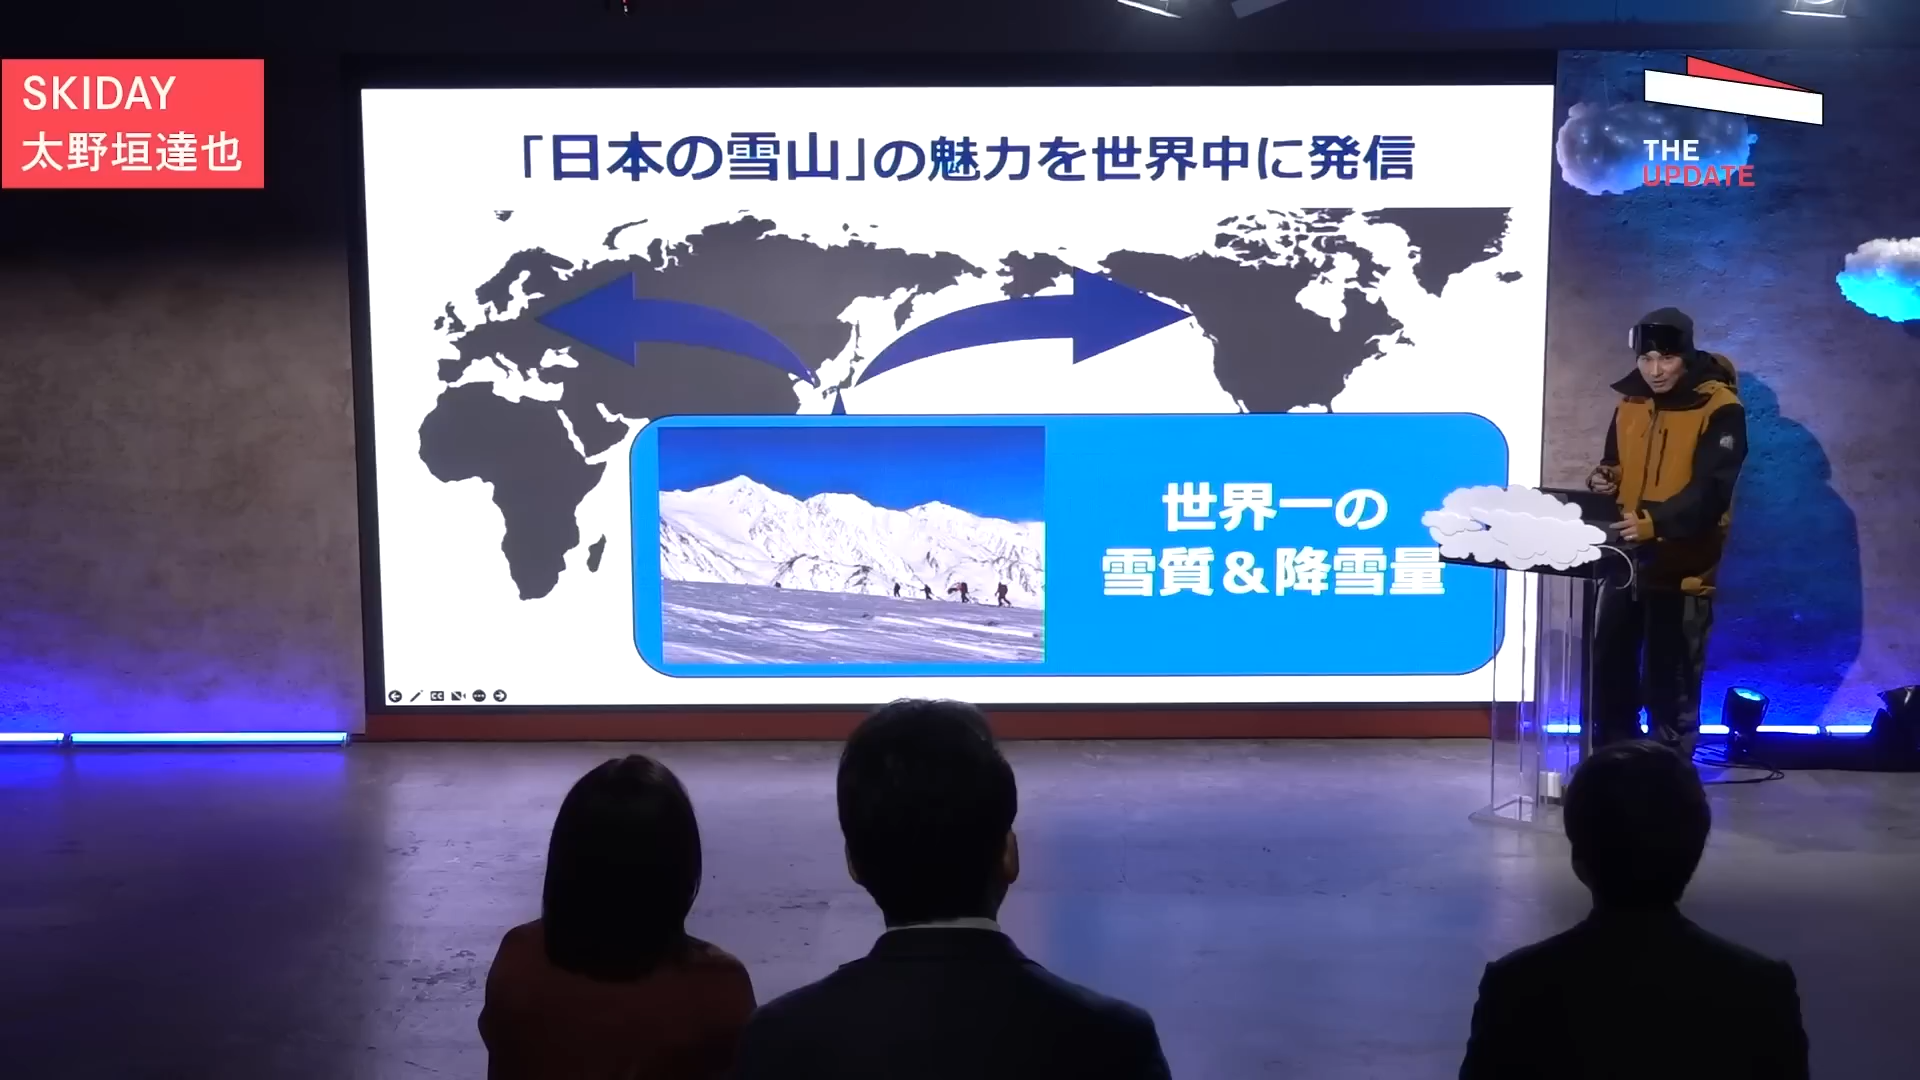 SKIDAY
太野垣達也
「日本の雪山」の魅力を世界中に発信
THE
UPDATE
世界一の
雪質＆降雪量